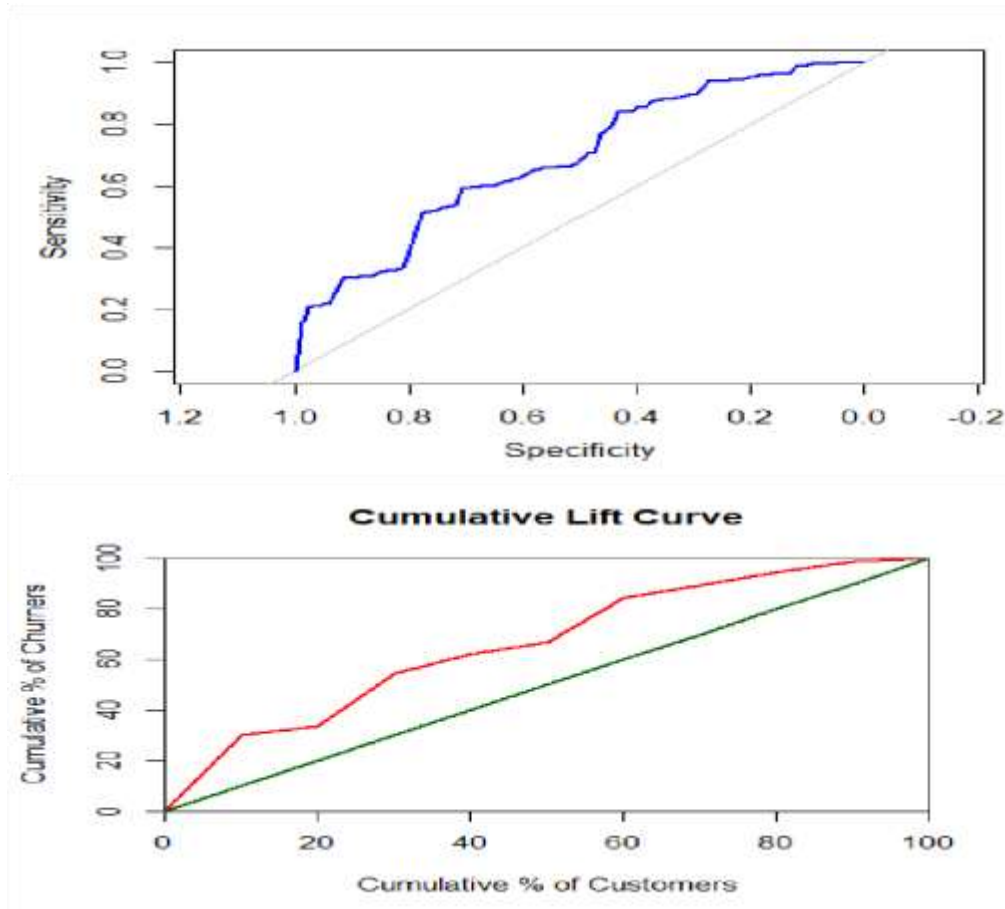 Sensitivity
1.0
0.8
0.6
0.4
0.2
0.0
1.2 1.0 0.8 0.6 0.4 0.2 0.0 -0.2
Specificity
Cumulative Lift Curve
Cumulative % of Churners
100
80
60
40
20
0
0 20 40 60 80 100
Cumulative % of Customers